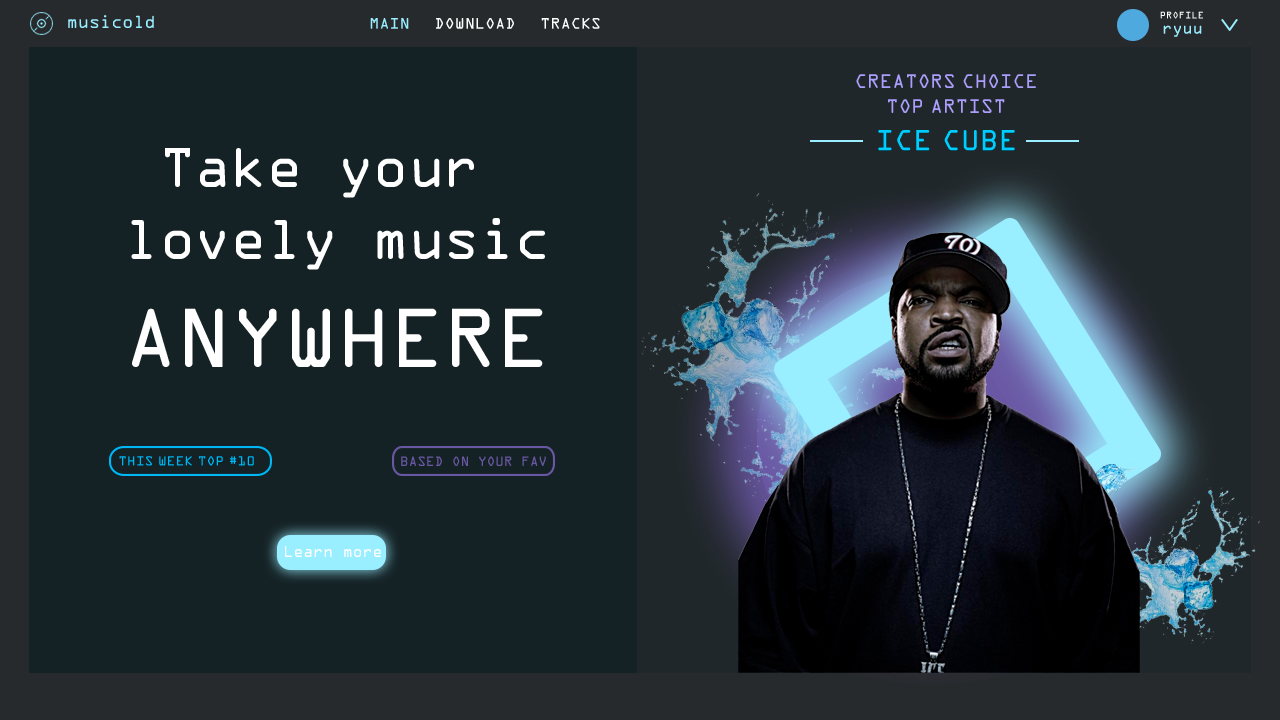 musicold
MAIN
DOWNLOAD
TRACKS
PROFILE
ryuu
Take your
lovely music
ANYWHERE
THIS WEEK TOP #10
BASED ON YOUR FAV
Learn more
CREATORS CHOICE
TOP ARTIST
ICE CUBE